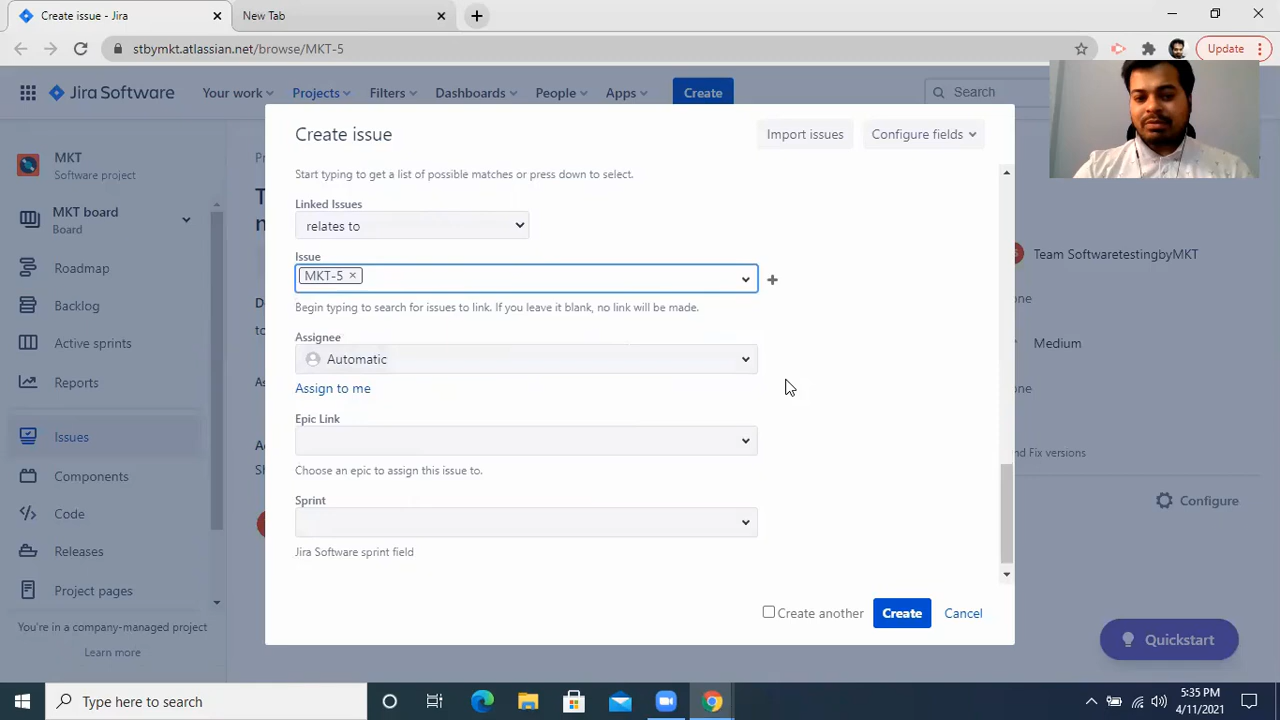 Create issue - Jira
New Tab
stbymkt.atlassian.net/browse/MKT-5
Update
Jira Software
Your work
Projects
Filters
Dashboards
People
Apps
Create
Search
MKT
Software project
MKT board
Board
Roadmap
Backlog
Active sprints
Reports
Issues
Components
Code
Releases
Project pages
You're in a company-managed project
Learn more
Create issue
Import issues
Configure fields
Start typing to get a list of possible matches or press down to select.
Linked Issues
relates to
Issue
MKT-5 ×
Begin typing to search for issues to link. If you leave it blank, no link will be made.
Assignee
Automatic
Assign to me
Epic Link
Choose an epic to assign this issue to.
Sprint
Jira Software sprint field
Create another
Create
Cancel
Team SoftwaretestingbyMKT
Medium
nd Fix versions
Configure
Quickstart
Type here to search
5:35 PM
4/11/2021